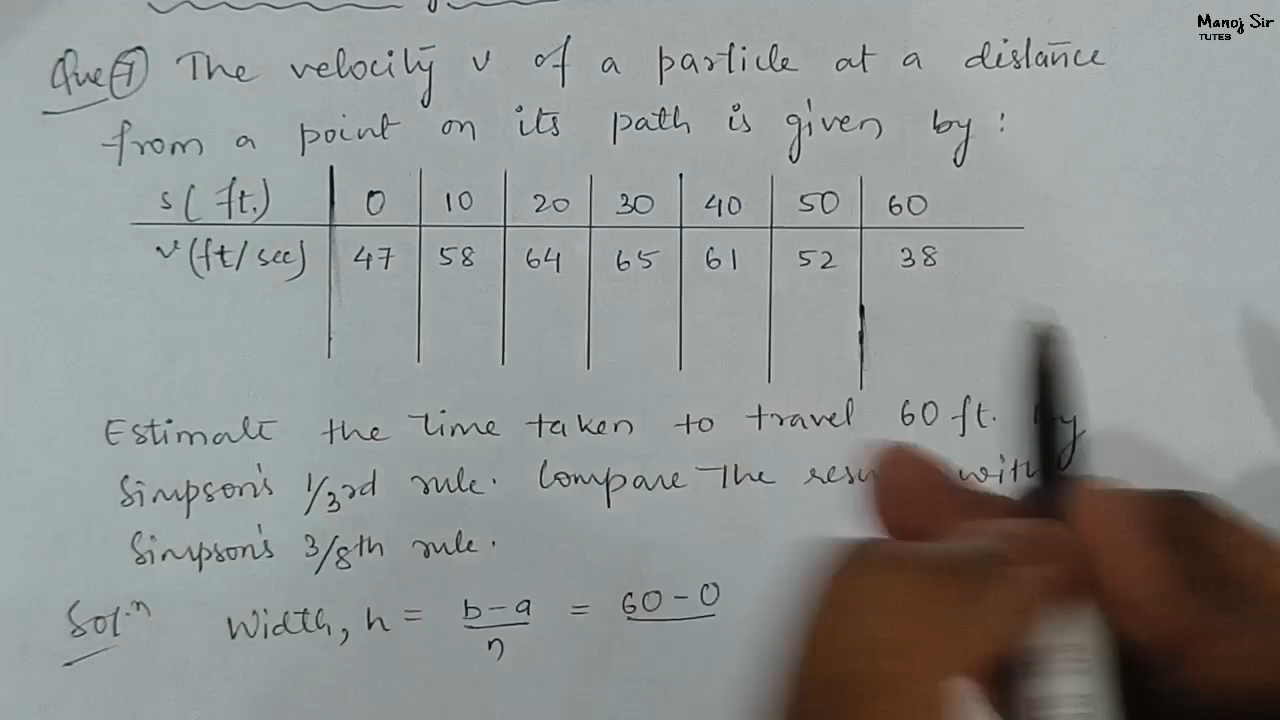 Manoj Sir
TUTES
Que ⑦ The velocity v of a particle at a distance
from a point on its path is given by :
s( ft.) 0 10 20 30 40 50 60
v(ft/sec) 47 58 64 65 61 52 38
Estimate the time taken to travel 60 ft.
Simpson's 1/3rd rule. Compare the with
Simpson's 3/8th rule.
Sol.n Width, h = b-a / n = 60-0